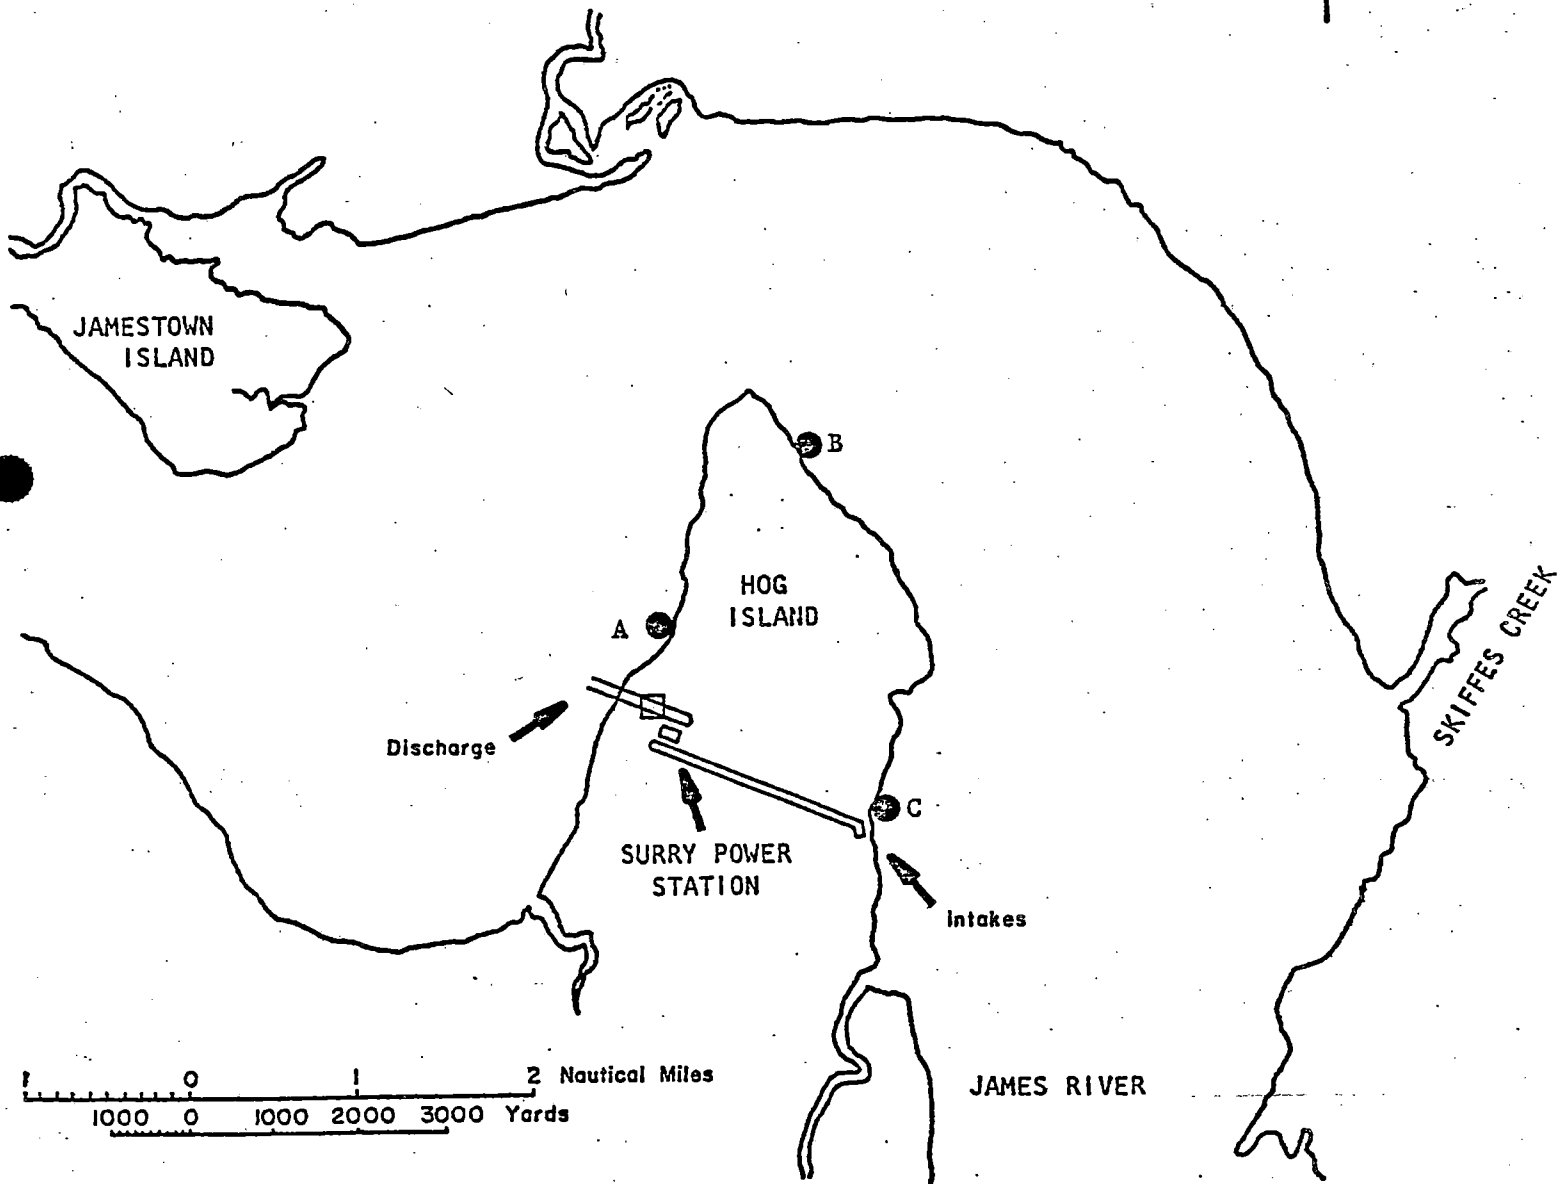 JAMESTOWN
ISLAND
B
HOG
ISLAND
A
SKIFFES CREEK
Discharge
C
SURRY POWER
STATION
Intakes
1 0 1 2 Nautical Miles
JAMES RIVER
1000 0 1000 2000 3000 Yards